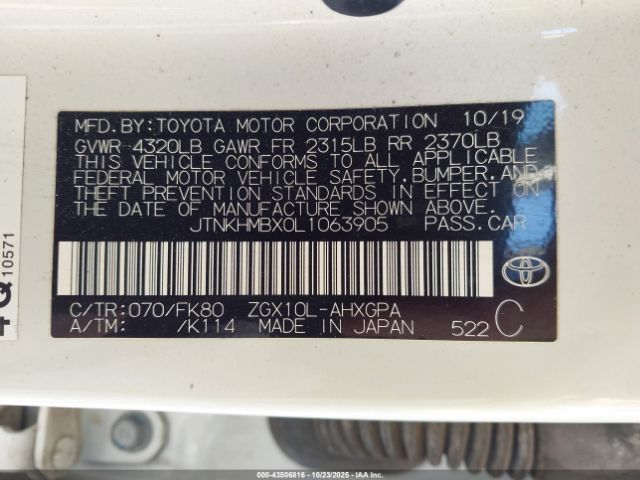 MFD.BY:TOYOTA MOTOR CORPORATION 10/19
GVWR 4320LB GAWR FR 2315LB RR 2370LB
THIS VEHICLE CONFORMS TO ALL APPLICABLE
FEDERAL MOTOR VEHICLE SAFETY,BUMPER,AND
THEFT PREVENTION STANDARDS IN EFFECT ON
THE DATE OF MANUFACTURE SHOWN ABOVE.
JTNKHMBX0L1063905 PASS.CAR
C/TR:070/FK80 ZGX10L-AHXGPA
A/TM: /K114 MADE IN JAPAN 522 C
10571
000-43506816 | 10/23/2025 | IAAI.COM